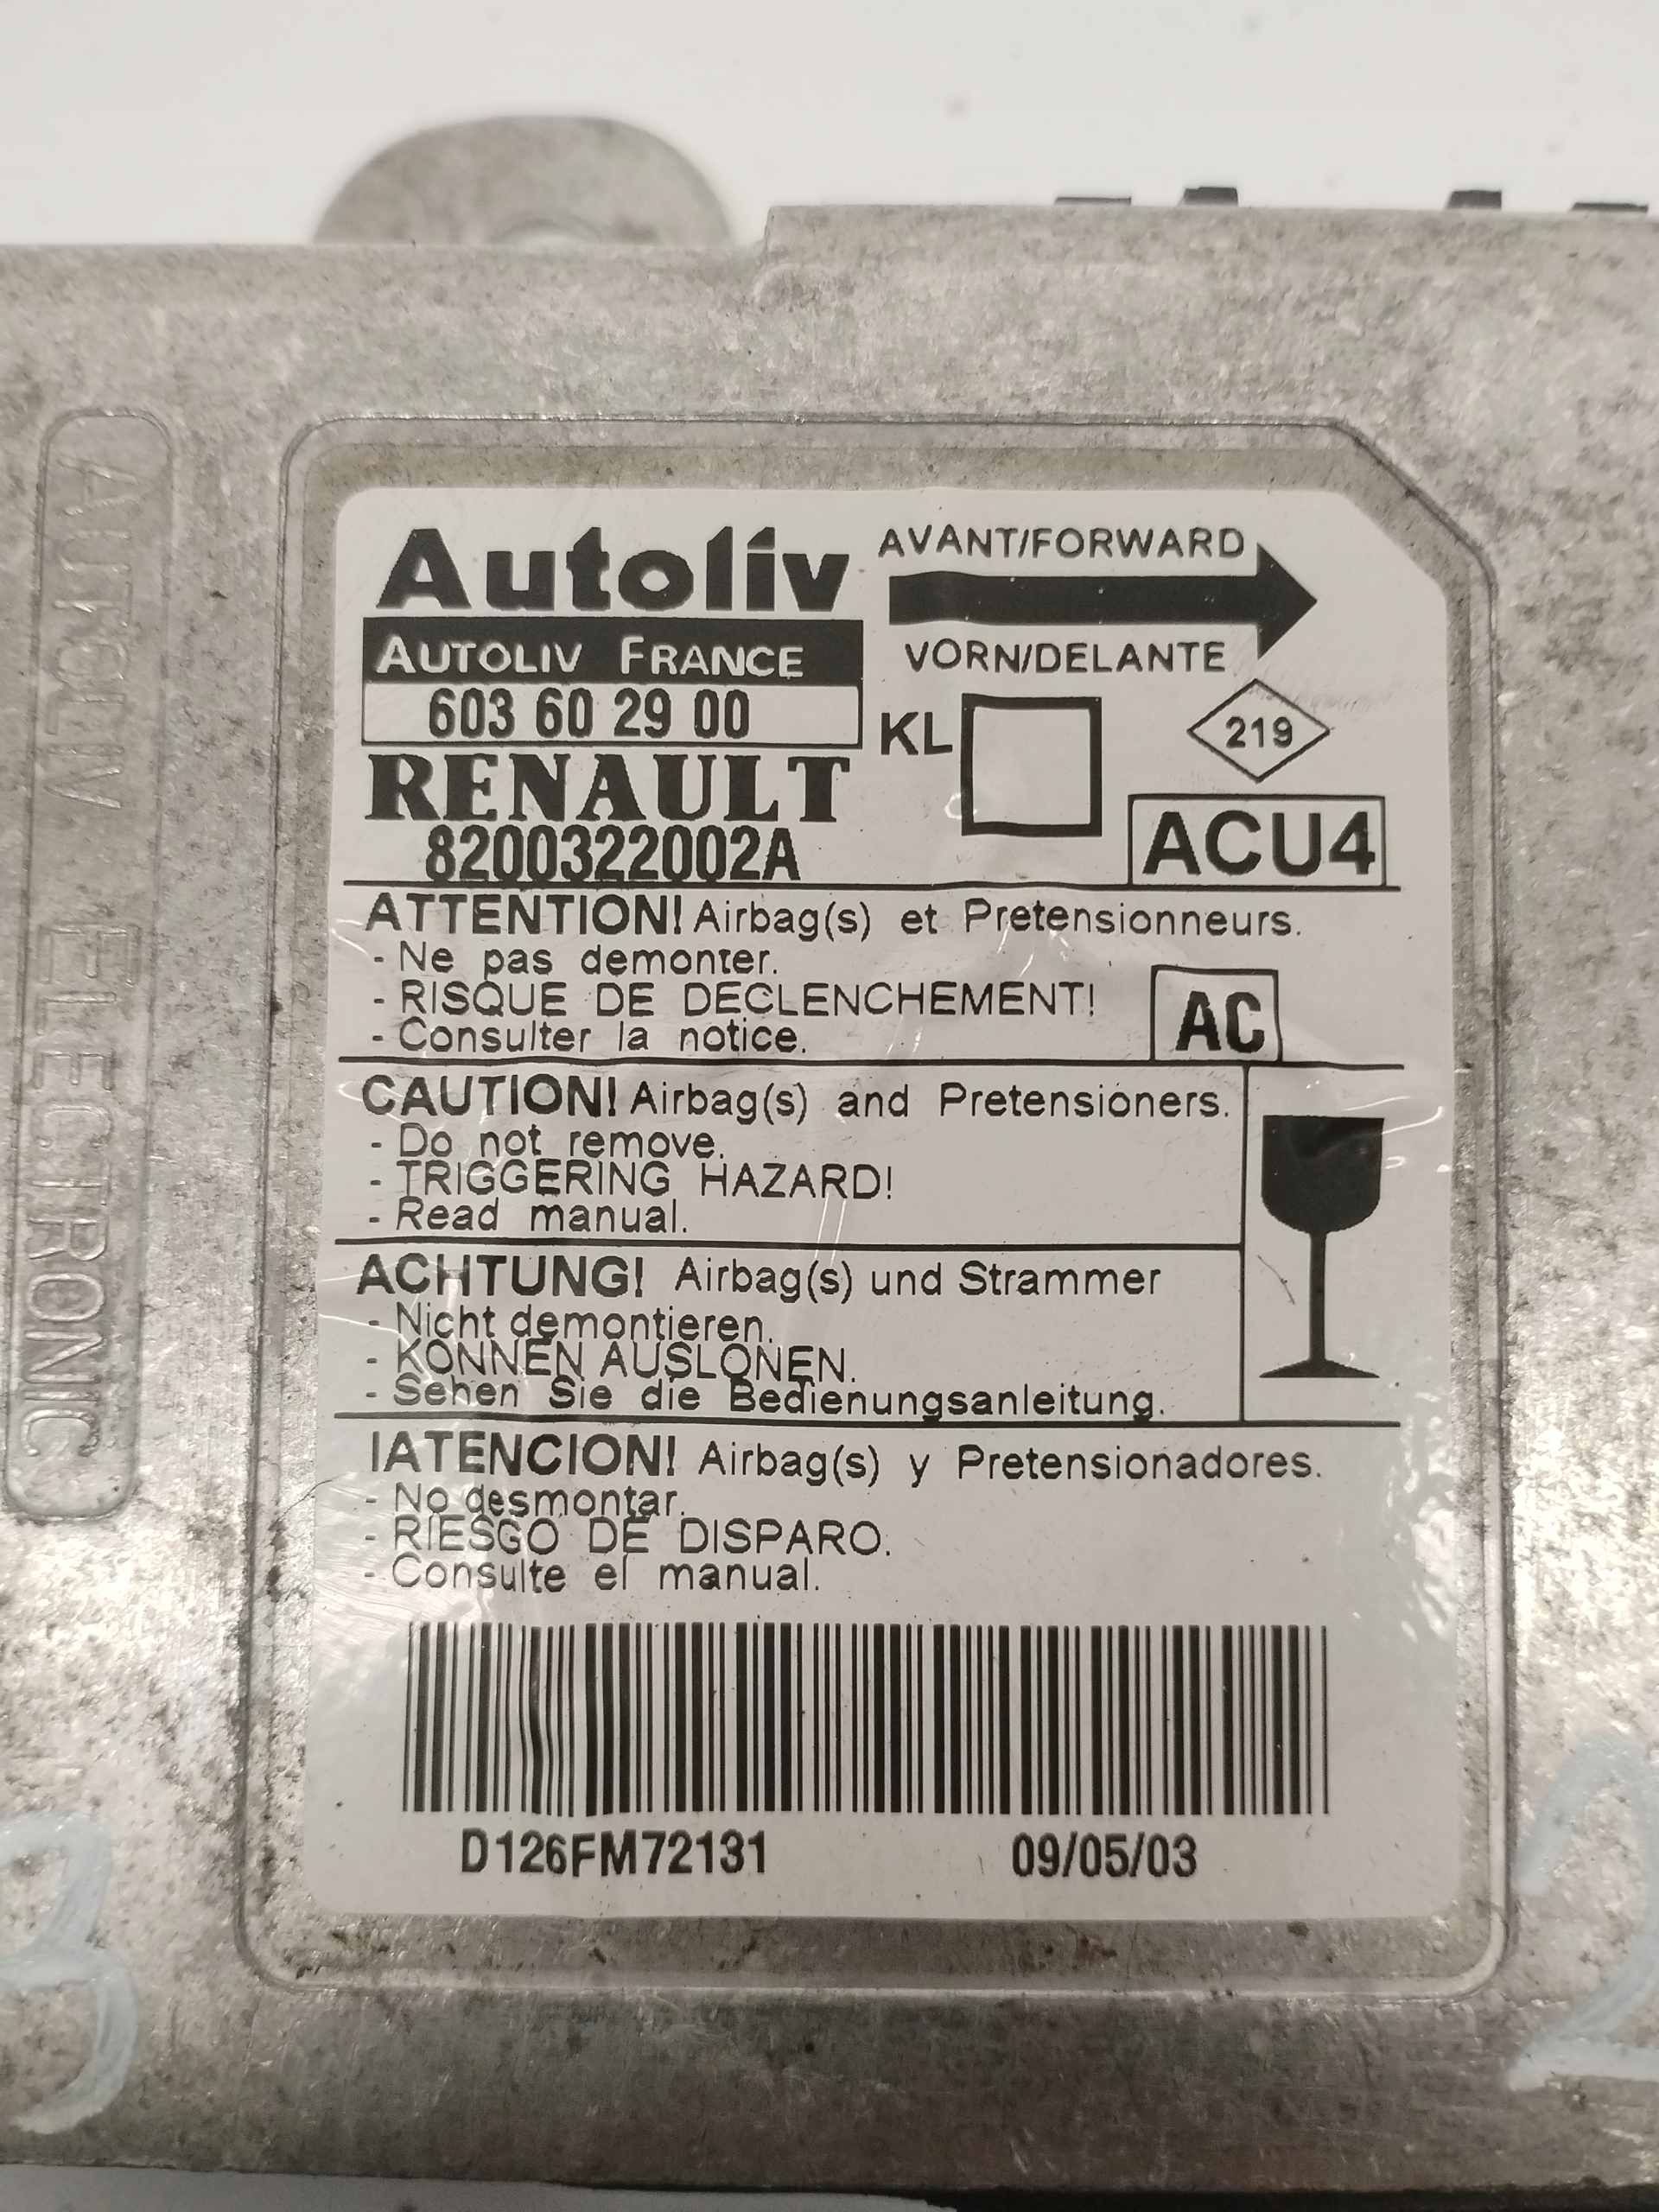 Autoliv
AUTOLIV FRANCE
603 60 29 00
RENAULT
8200322002A
AVANT/FORWARD
VORN/DELANTE
KL
219
ACU4
ATTENTION! Airbag(s) et Pretensionneurs.
- Ne pas demonter.
- RISQUE DE DECLENCHEMENT!
- Consulter la notice.
AC
CAUTION! Airbag(s) and Pretensioners.
- Do not remove.
- TRIGGERING HAZARD!
- Read manual.
ACHTUNG! Airbag(s) und Strammer
- Nicht demontieren.
- KONNEN AUSLONEN.
- Sehen Sie die Bedienungsanleitung.
IATENCION! Airbag(s) y Pretensionadores.
- No desmontar.
- RIESGO DE DISPARO.
- Consulte el manual.
D126FM72131 09/05/03
AUTOLIV ELECTRONIC